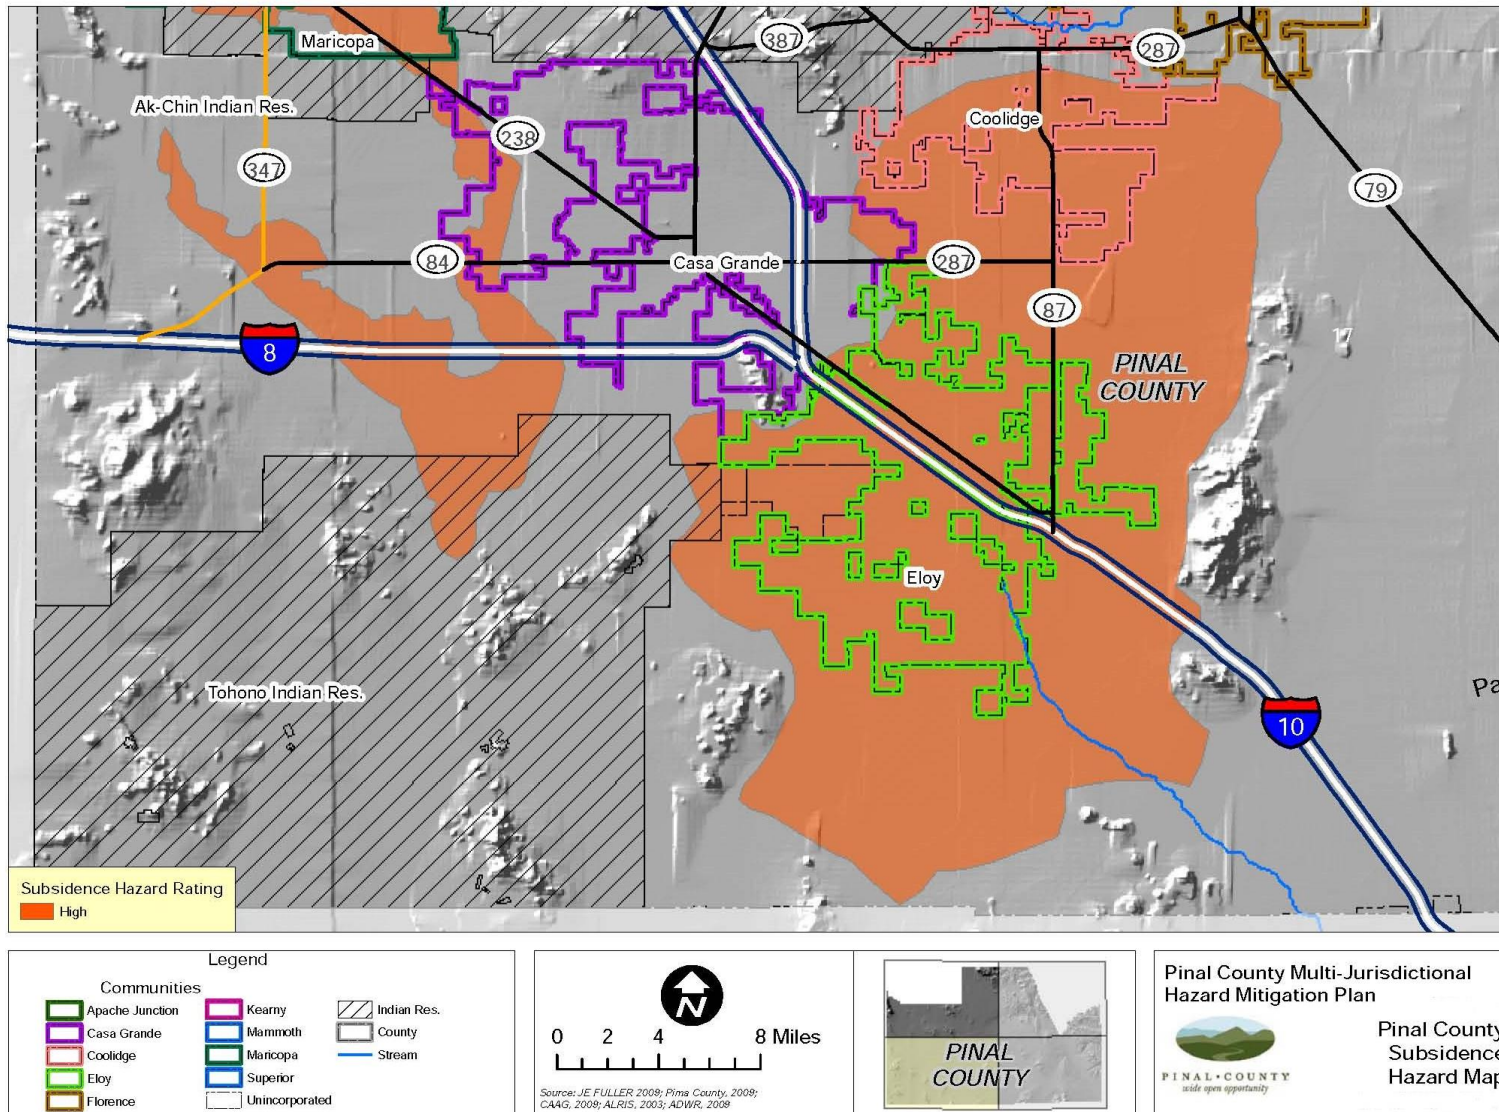 Maricopa
387
287
Ak-Chin Indian Res.
238
Coolidge
347
79
84
Casa Grande
287
87
8
PINAL
COUNTY
Eloy
Tohono Indian Res.
Pa
10
Subsidence Hazard Rating
High
Legend
Communities
Apache Junction
Casa Grande
Coolidge
Eloy
Florence
Kearny
Mammoth
Maricopa
Superior
Unincorporated
Indian Res.
County
Stream
N
0 2 4 8 Miles
Source: JE FULLER 2009; Pima County, 2009;
CAAG, 2009; ALRIS, 2003; ADWR, 2009
PINAL
COUNTY
Pinal County Multi-Jurisdictional
Hazard Mitigation Plan
PINAL • COUNTY
wide open opportunity
Pinal County
Subsidence
Hazard Map